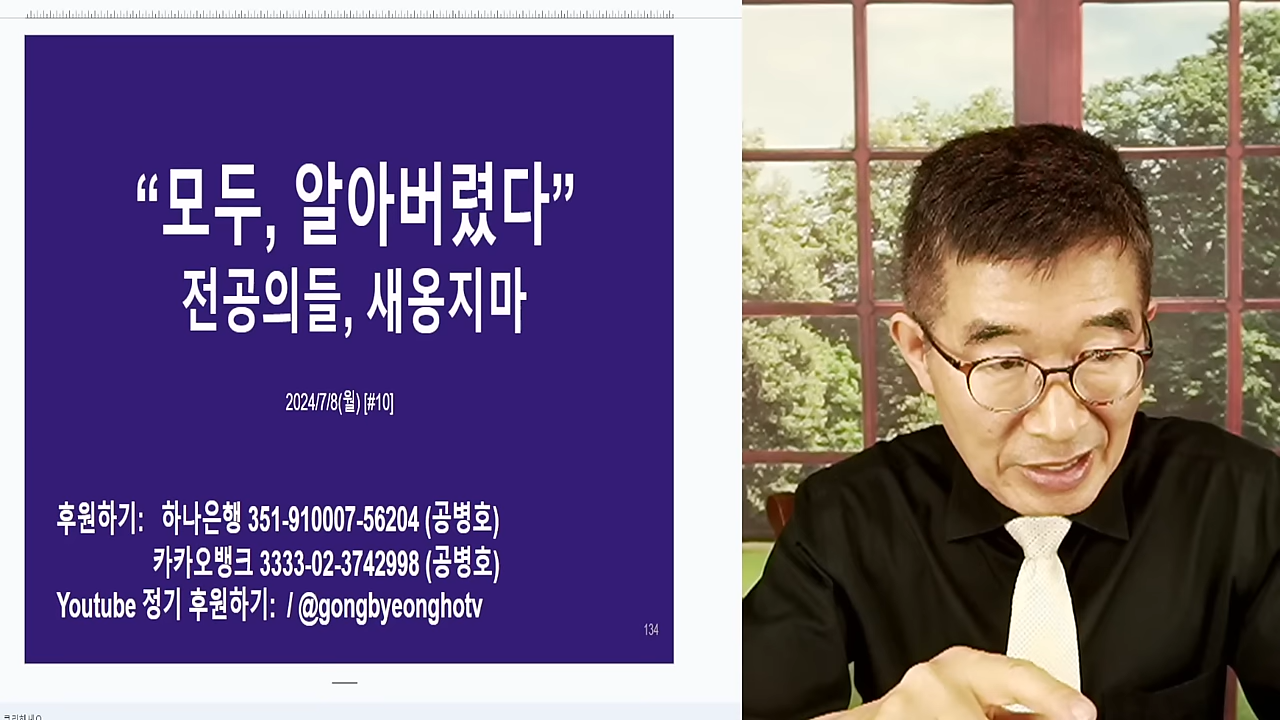 “모두, 알아버렸다”
전공의들, 새옹지마
2024/7/8(월) [#10]
후원하기: 하나은행 351-910007-56204 (공병호)
카카오뱅크 3333-02-3742998 (공병호)
Youtube 정기 후원하기: / @gongbyeonghotv
134